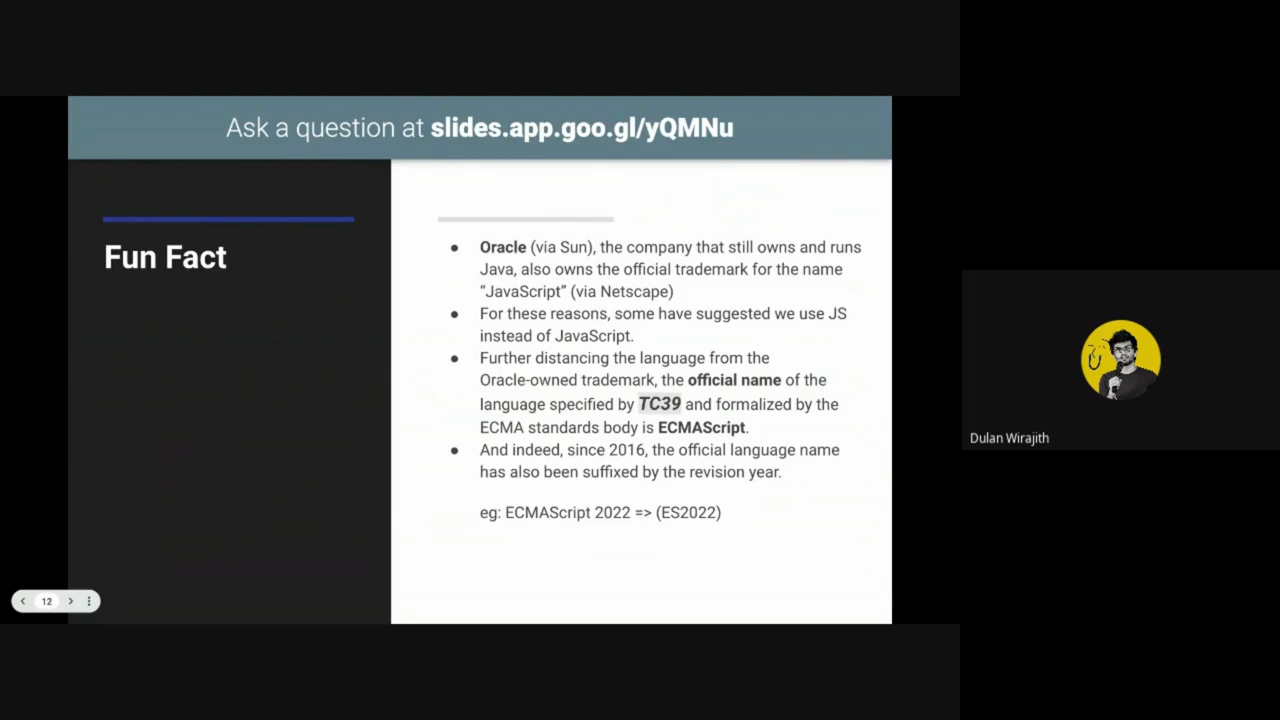 Ask a question at slides.app.goo.gl/yQMNu
Fun Fact
● Oracle (via Sun), the company that still owns and runs
Java, also owns the official trademark for the name
“JavaScript” (via Netscape)
● For these reasons, some have suggested we use JS
instead of JavaScript.
● Further distancing the language from the
Oracle-owned trademark, the official name of the
language specified by TC39 and formalized by the
ECMA standards body is ECMAScript.
● And indeed, since 2016, the official language name
has also been suffixed by the revision year.
eg: ECMAScript 2022 => (ES2022)
12
Dulan Wirajith